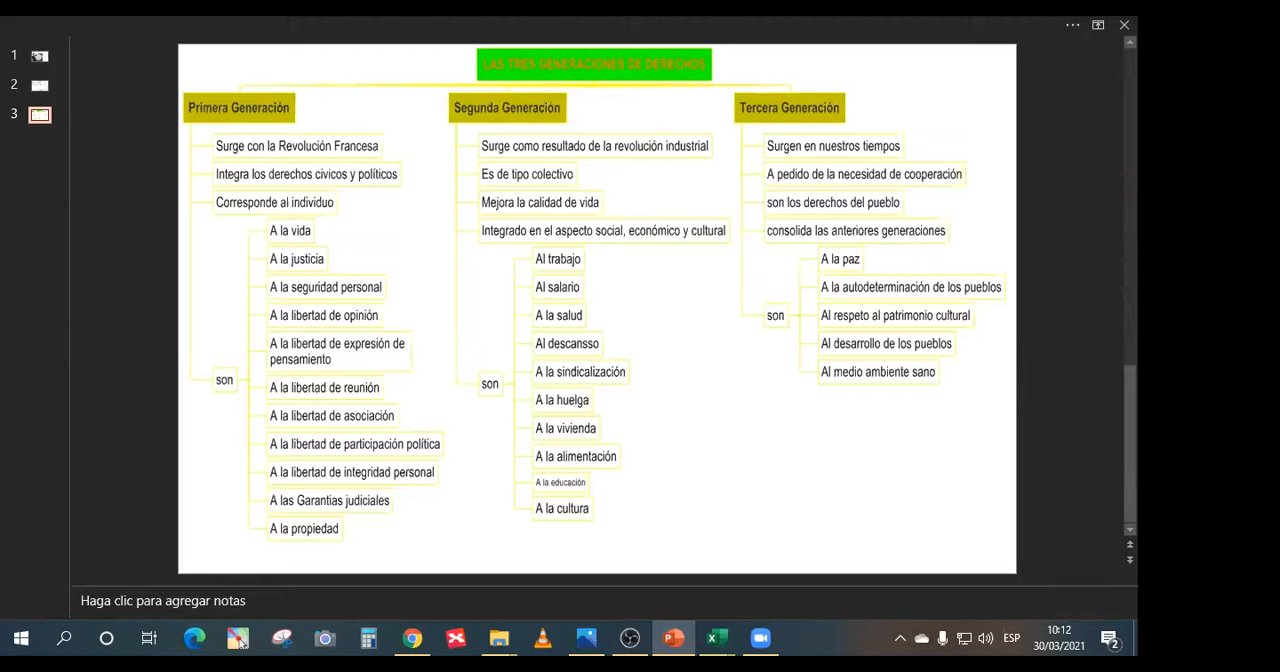 1
2
3
LAS TRES GENERACIONES DE DERECHOS
Primera Generación
Surge con la Revolución Francesa
Integra los derechos civicos y políticos
Corresponde al individuo
son
A la vida
A la justicia
A la seguridad personal
A la libertad de opinión
A la libertad de expresión de
pensamiento
A la libertad de reunión
A la libertad de asociación
A la libertad de participación política
A la libertad de integridad personal
A las Garantias judiciales
A la propiedad
Segunda Generación
Surge como resultado de la revolución industrial
Es de tipo colectivo
Mejora la calidad de vida
Integrado en el aspecto social, económico y cultural
son
Al trabajo
Al salario
A la salud
Al descansso
A la sindicalización
A la huelga
A la vivienda
A la alimentación
A la educación
A la cultura
Tercera Generación
Surgen en nuestros tiempos
A pedido de la necesidad de cooperación
son los derechos del pueblo
consolida las anteriores generaciones
son
A la paz
A la autodeterminación de los pueblos
Al respeto al patrimonio cultural
Al desarrollo de los pueblos
Al medio ambiente sano
Haga clic para agregar notas
ESP
10:12
30/03/2021
2